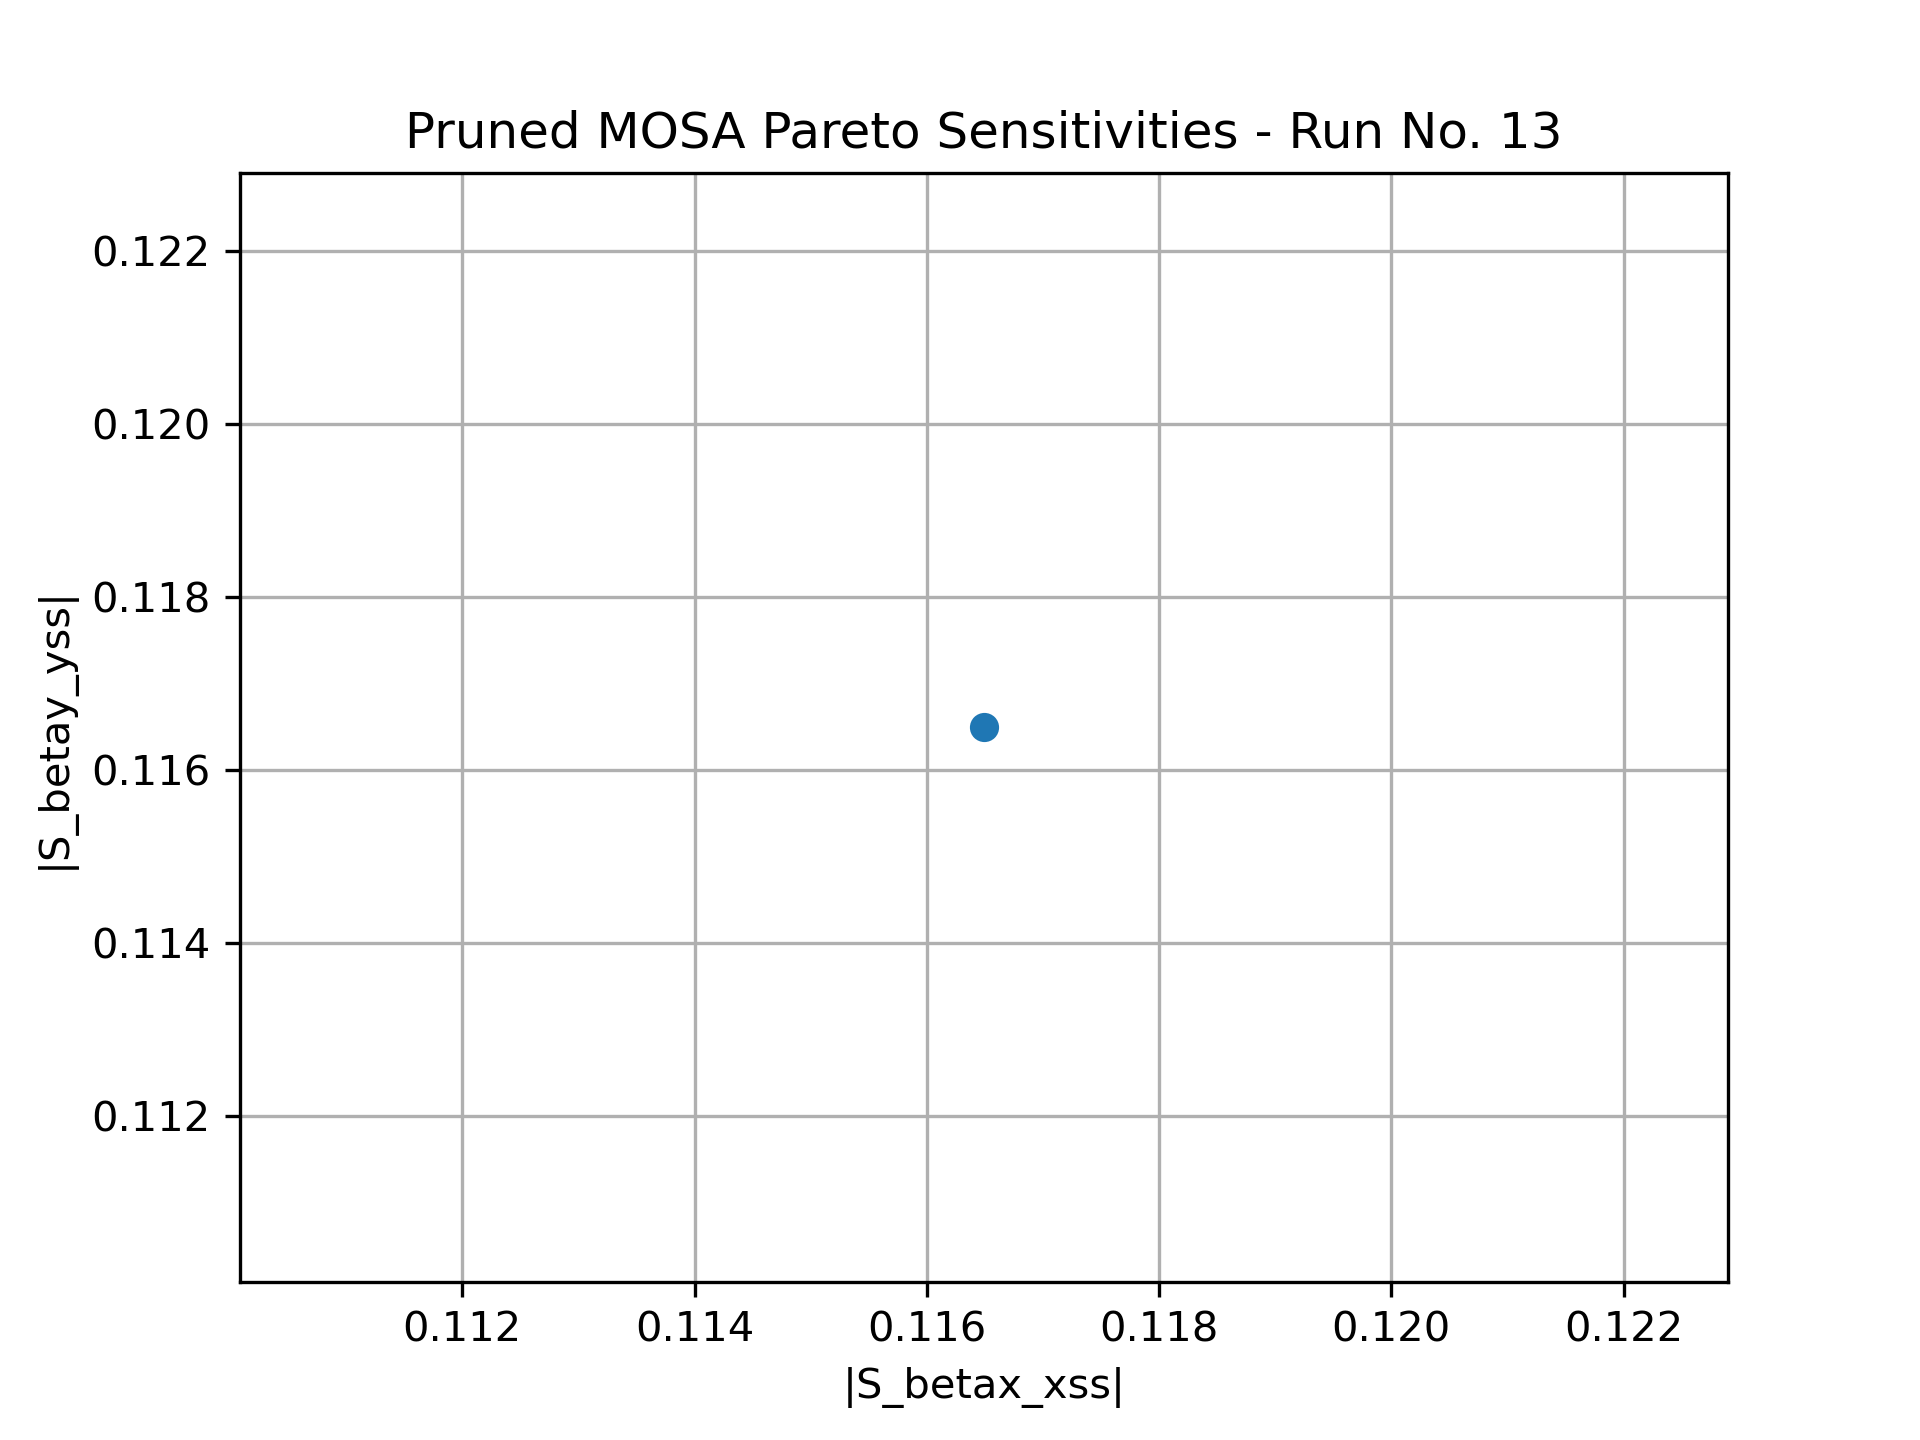 Pruned MOSA Pareto Sensitivities - Run No. 13
|S_betay_yss|
0.122
0.120
0.118
0.116
0.114
0.112
0.112 0.114 0.116 0.118 0.120 0.122
|S_betax_xss|